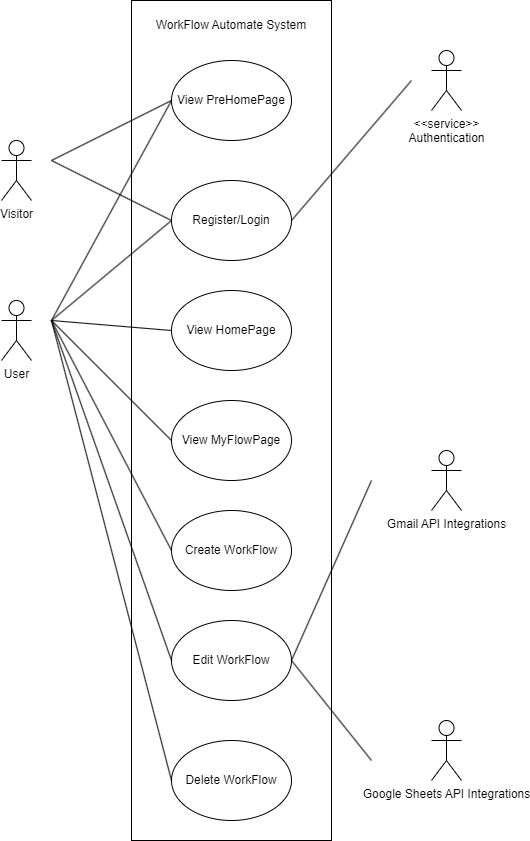 WorkFlow Automate System
View PreHomePage
<<service>>
Authentication
Visitor
Register/Login
View HomePage
User
View MyFlowPage
Gmail API Integrations
Create WorkFlow
Edit WorkFlow
Delete WorkFlow
Google Sheets API Integrations